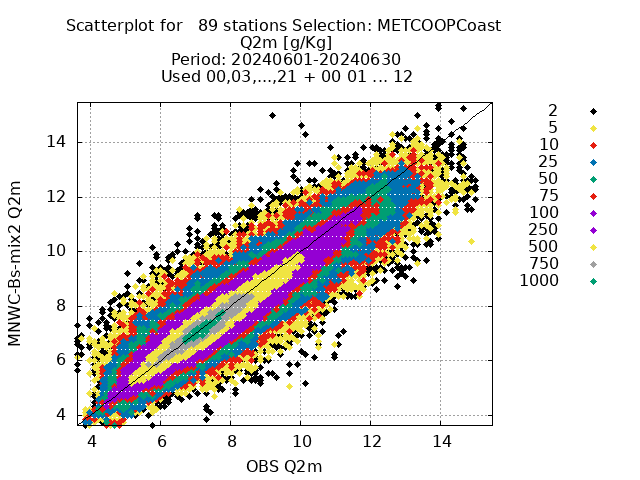 Scatterplot for   89 stations Selection: METCOOPCoast
Q2m [g/Kg]
Period: 20240601-20240630
Used 00,03,...,21 + 00 01 ... 12
2
5
10
25
50
75
100
250
500
750
1000
14
12
10
8
6
4
MNWC-Bs-mix2 Q2m
4 6 8 10 12 14
OBS Q2m